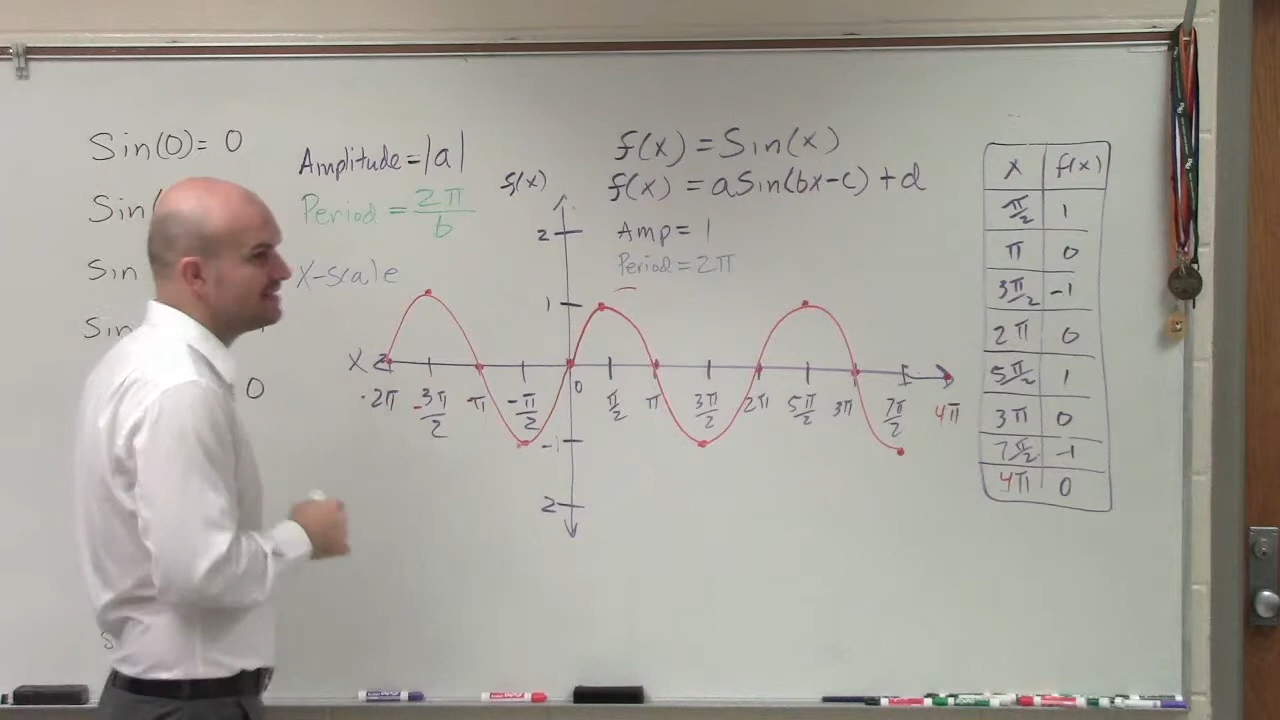 Sin(0)= 0
Sin(
Sin
Sin
0
Amplitude=|a|
Period = 2π/b
X-scale
f(x) = Sin(x)
f(x) = aSin(bx-c)+d
Amp = 1
Period = 2π
f(x)
2
1
-1
2
X
-2π -3π/2 -π -π/2 0 π/2 π 3π/2 2π 5π/2 3π 7π/2 4π
x f(x)
π/2 1
π 0
3π/2 -1
2π 0
5π/2 1
3π 0
7π/2 -1
4π 0